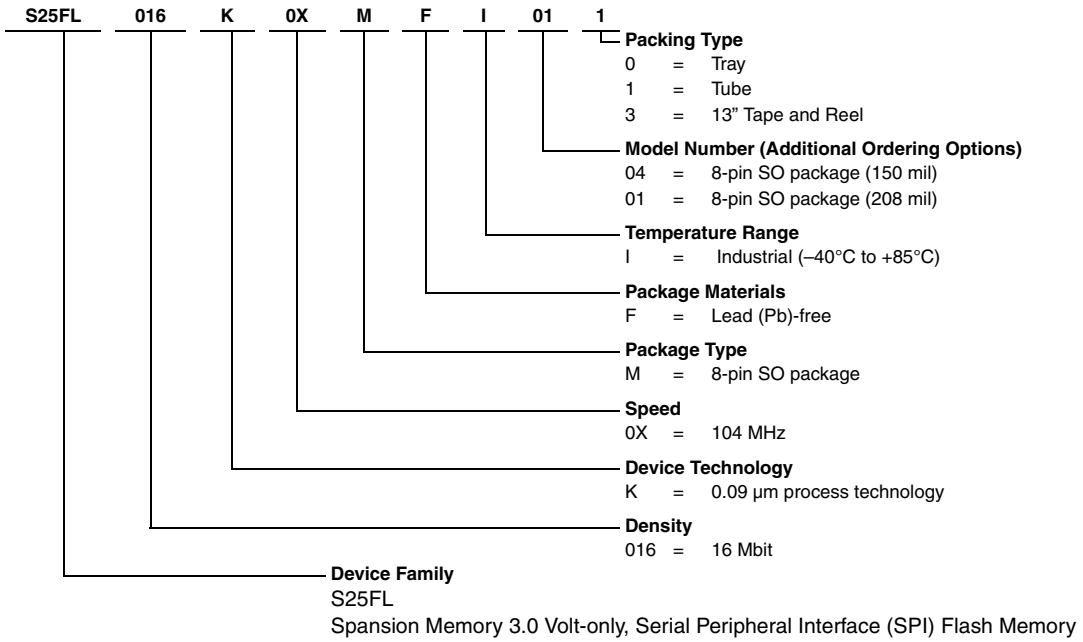 S25FL 016 K 0X M F I 01 1
Packing Type
0 = Tray
1 = Tube
3 = 13” Tape and Reel
Model Number (Additional Ordering Options)
04 = 8-pin SO package (150 mil)
01 = 8-pin SO package (208 mil)
Temperature Range
I = Industrial (–40°C to +85°C)
Package Materials
F = Lead (Pb)-free
Package Type
M = 8-pin SO package
Speed
0X = 104 MHz
Device Technology
K = 0.09 µm process technology
Density
016 = 16 Mbit
Device Family
S25FL
Spansion Memory 3.0 Volt-only, Serial Peripheral Interface (SPI) Flash Memory